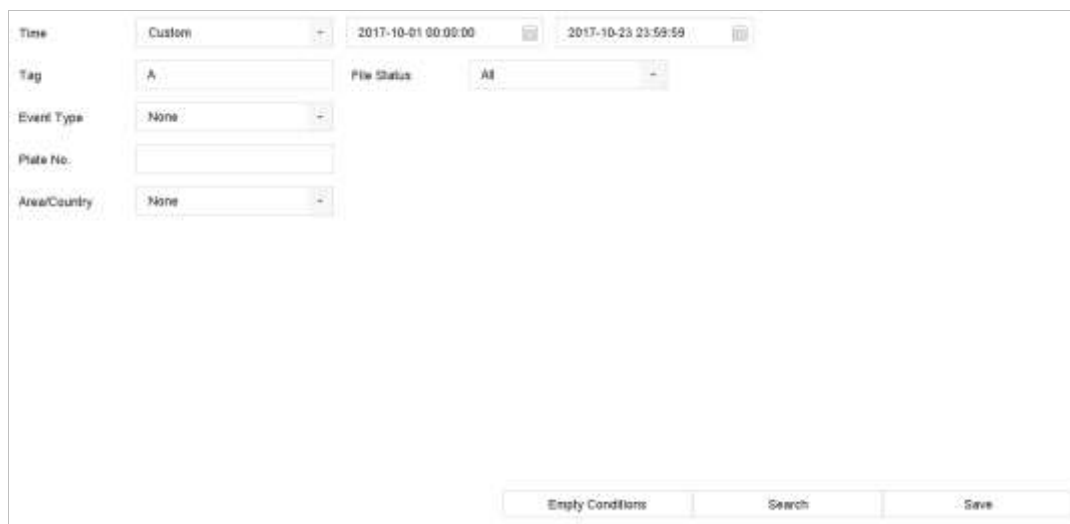 Time Custom 2017-10-01 00:00:00 2017-10-23 23:59:59
Tag A File Status All
Event Type None
Plate No.
Area/Country None
Empty Conditions Search Save